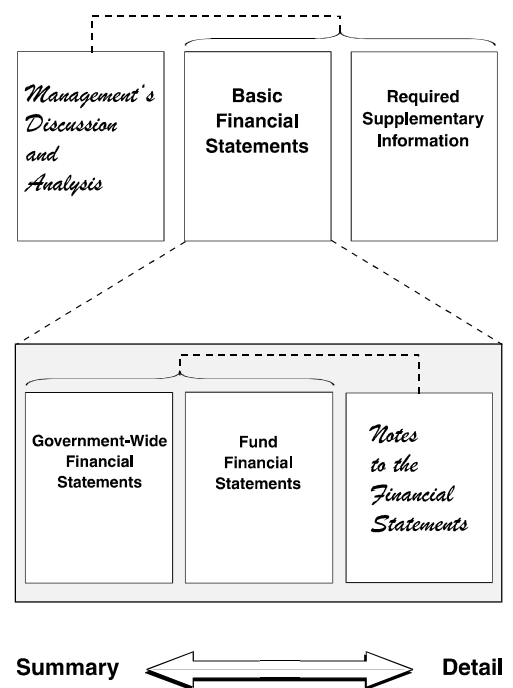 Management's
Discussion
and
Analysis
Basic
Financial
Statements
Required
Supplementary
Information
Government-Wide
Financial
Statements
Fund
Financial
Statements
Notes
to the
Financial
Statements
Summary
Detail